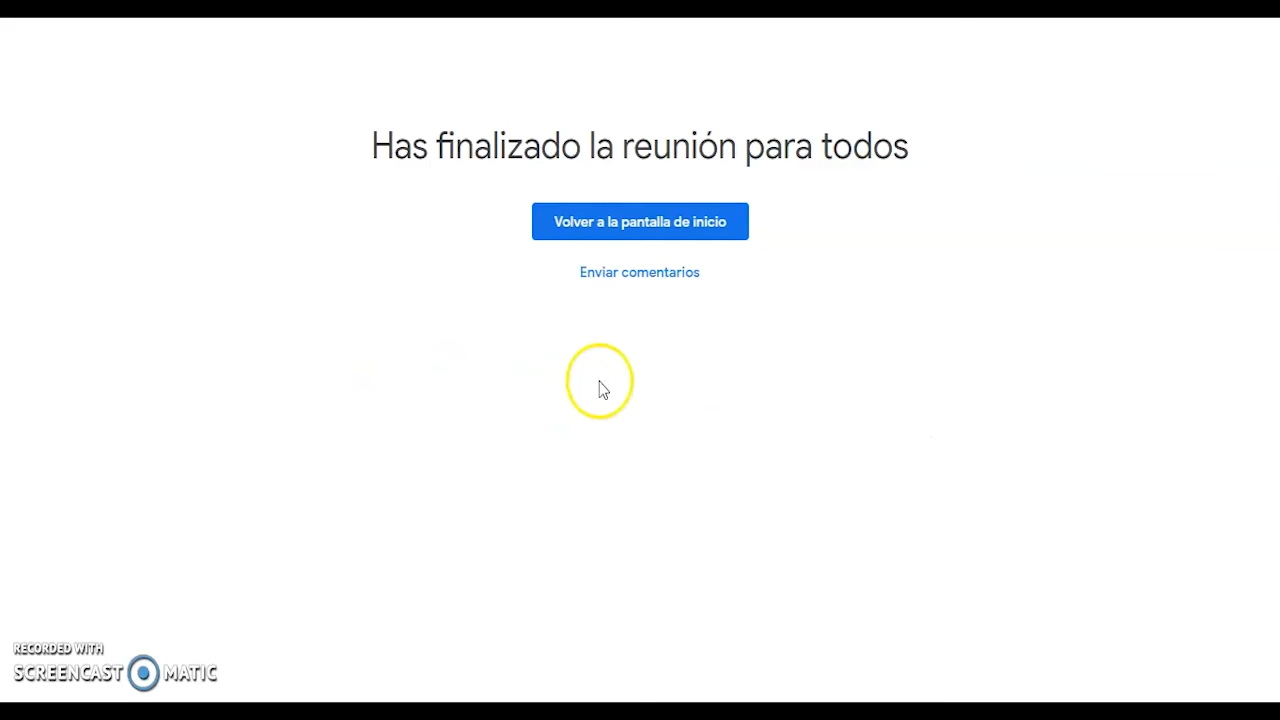 Has finalizado la reunión para todos
Volver a la pantalla de inicio
Enviar comentarios
RECORDED WITH
SCREENCAST MATIC